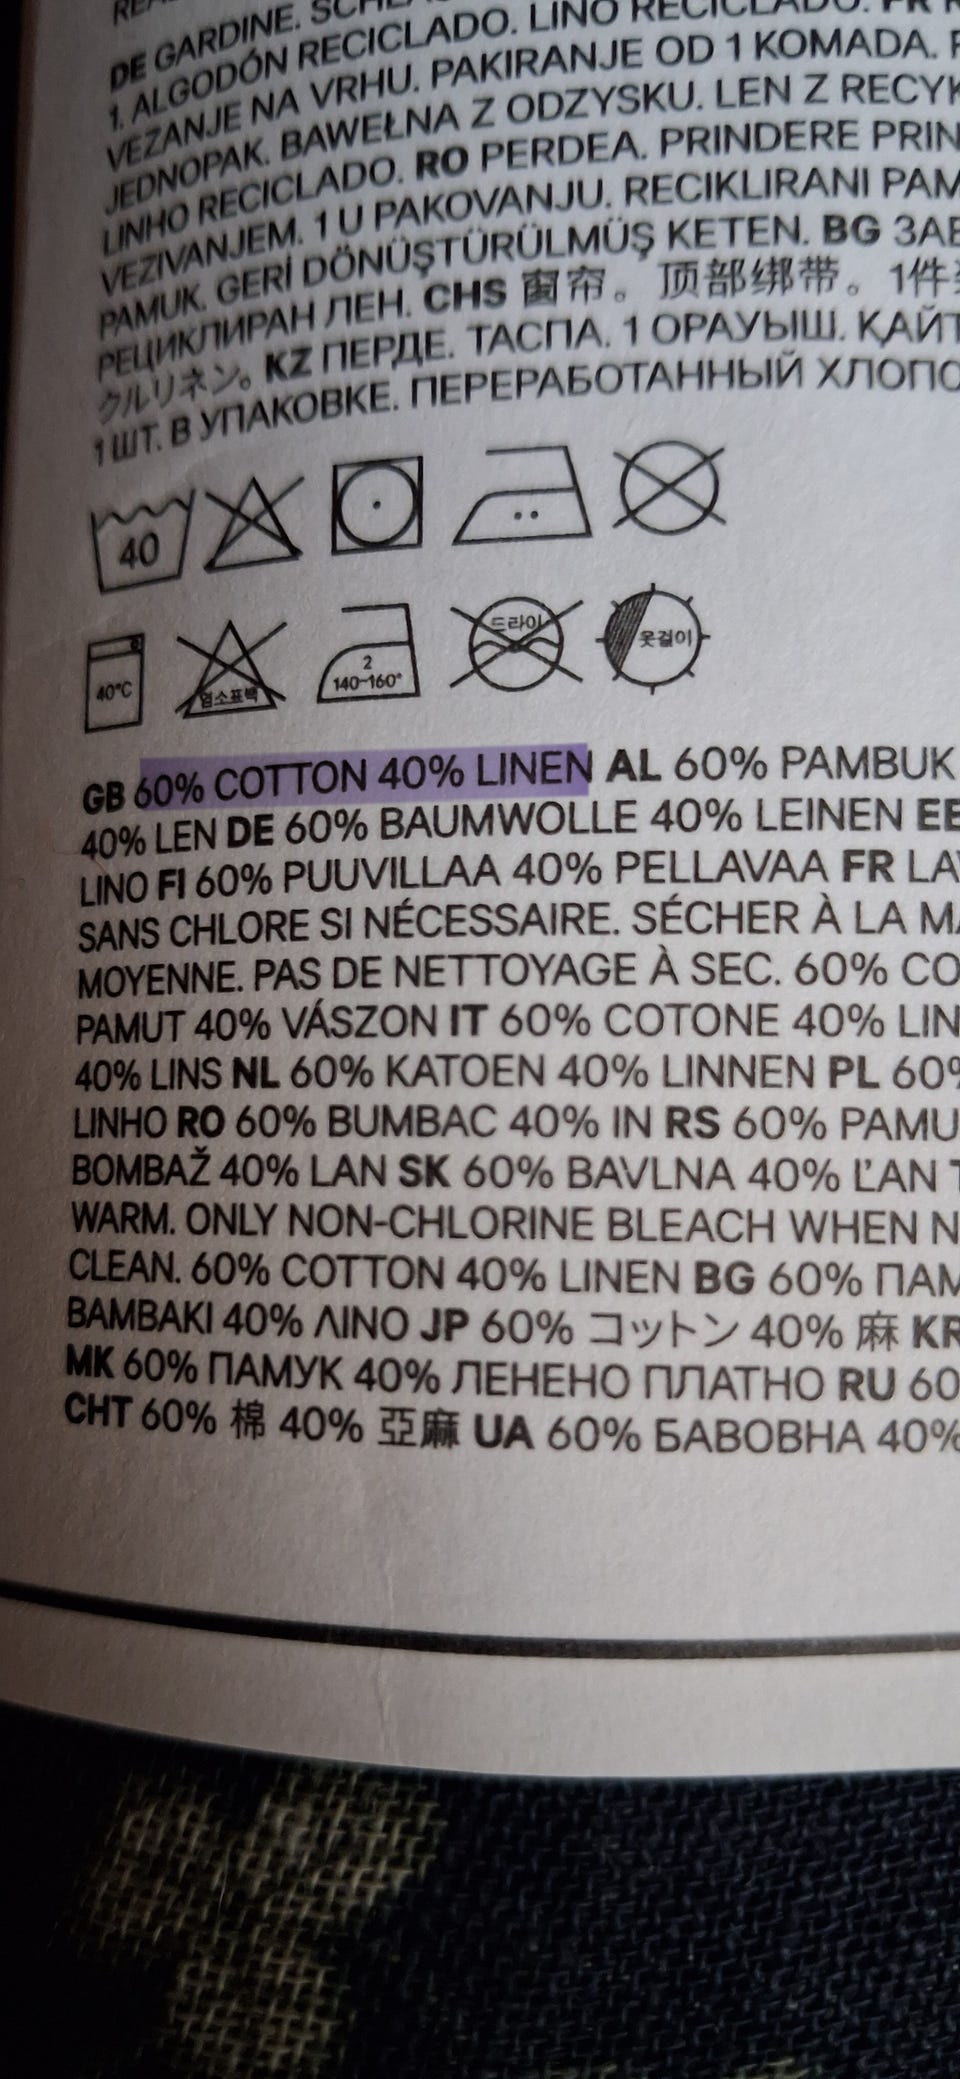 DE GARDINE.
1. ALGODÓN RECICLADO. LINO RECICLADO. FR
VEZANJE NA VRHU. PAKIRANJE OD 1 KOMADA.
JEDNOPAK. BAWEŁNA Z ODZYSKU. LEN Z
LINHO RECICLADO. RO PERDEA. PRINDERE
VEZIVANJEM. 1 U PAKOVANJU. RECIKLIRANI
PAMUK. GERİ DÖNÜŞTÜRÜLMÜŞ KETEN. BG
РЕЦИКЛИРАН ЛЕН. CHS 窗帘。顶部绑带。1件
クルリネン。KZ ПЕРДЕ. ТАСПА. 1 ОРАУЫШ.
1 ШТ. В УПАКОВКЕ. ПЕРЕРАБОТАННЫЙ
40
40°C 염소표백 2 140~160° 드라이 옷걸이
GB 60% COTTON 40% LINEN AL 60% PAMBUK
40% LEN DE 60% BAUMWOLLE 40% LEINEN EE
LINO FI 60% PUUVILLAA 40% PELLAVAA FR
SANS CHLORE SI NÉCESSAIRE. SÉCHER À LA
MOYENNE. PAS DE NETTOYAGE À SEC. 60%
PAMUT 40% VÁSZON IT 60% COTONE 40%
40% LINS NL 60% KATOEN 40% LINNEN PL
LINHO RO 60% BUMBAC 40% IN RS 60%
BOMBAŽ 40% LAN SK 60% BAVLNA 40% ĽAN
WARM. ONLY NON-CHLORINE BLEACH WHEN
CLEAN. 60% COTTON 40% LINEN BG 60%
BAMBAKI 40% ΛΙΝΟ JP 60% コットン 40% 麻 KR
MK 60% ПАМУК 40% ЛЕНЕНО ПЛАТНО RU
CHT 60% 棉 40% 亞麻 UA 60% БАВОВНА 40%